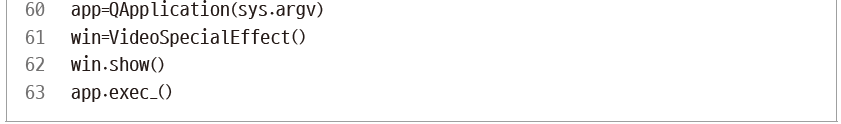 60 app=QApplication(sys.argv)
61 win=VideoSpecialEffect()
62 win.show()
63 app.exec_()